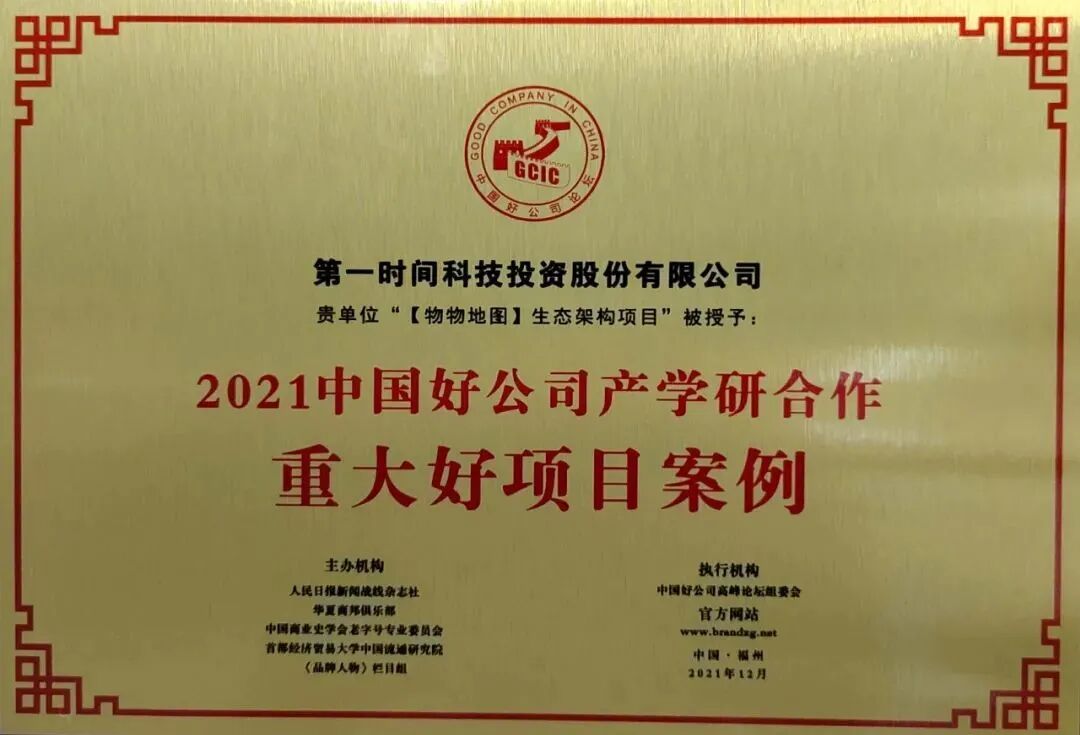 GOOD COMPANY IN CHINA
GCIC
中国好公司论坛
第一时间科技投资股份有限公司
贵单位“【物物地图】生态架构项目”被授予：
2021中国好公司产学研合作
重大好项目案例
主办机构
人民日报新闻战线杂志社
华夏商邦俱乐部
中国商业史学会老字号专业委员会
首都经济贸易大学中国流通研究院
《品牌人物》栏目组
执行机构
中国好公司高峰论坛组委会
官方网站
www.brandzg.net
中国·福州
2021年12月